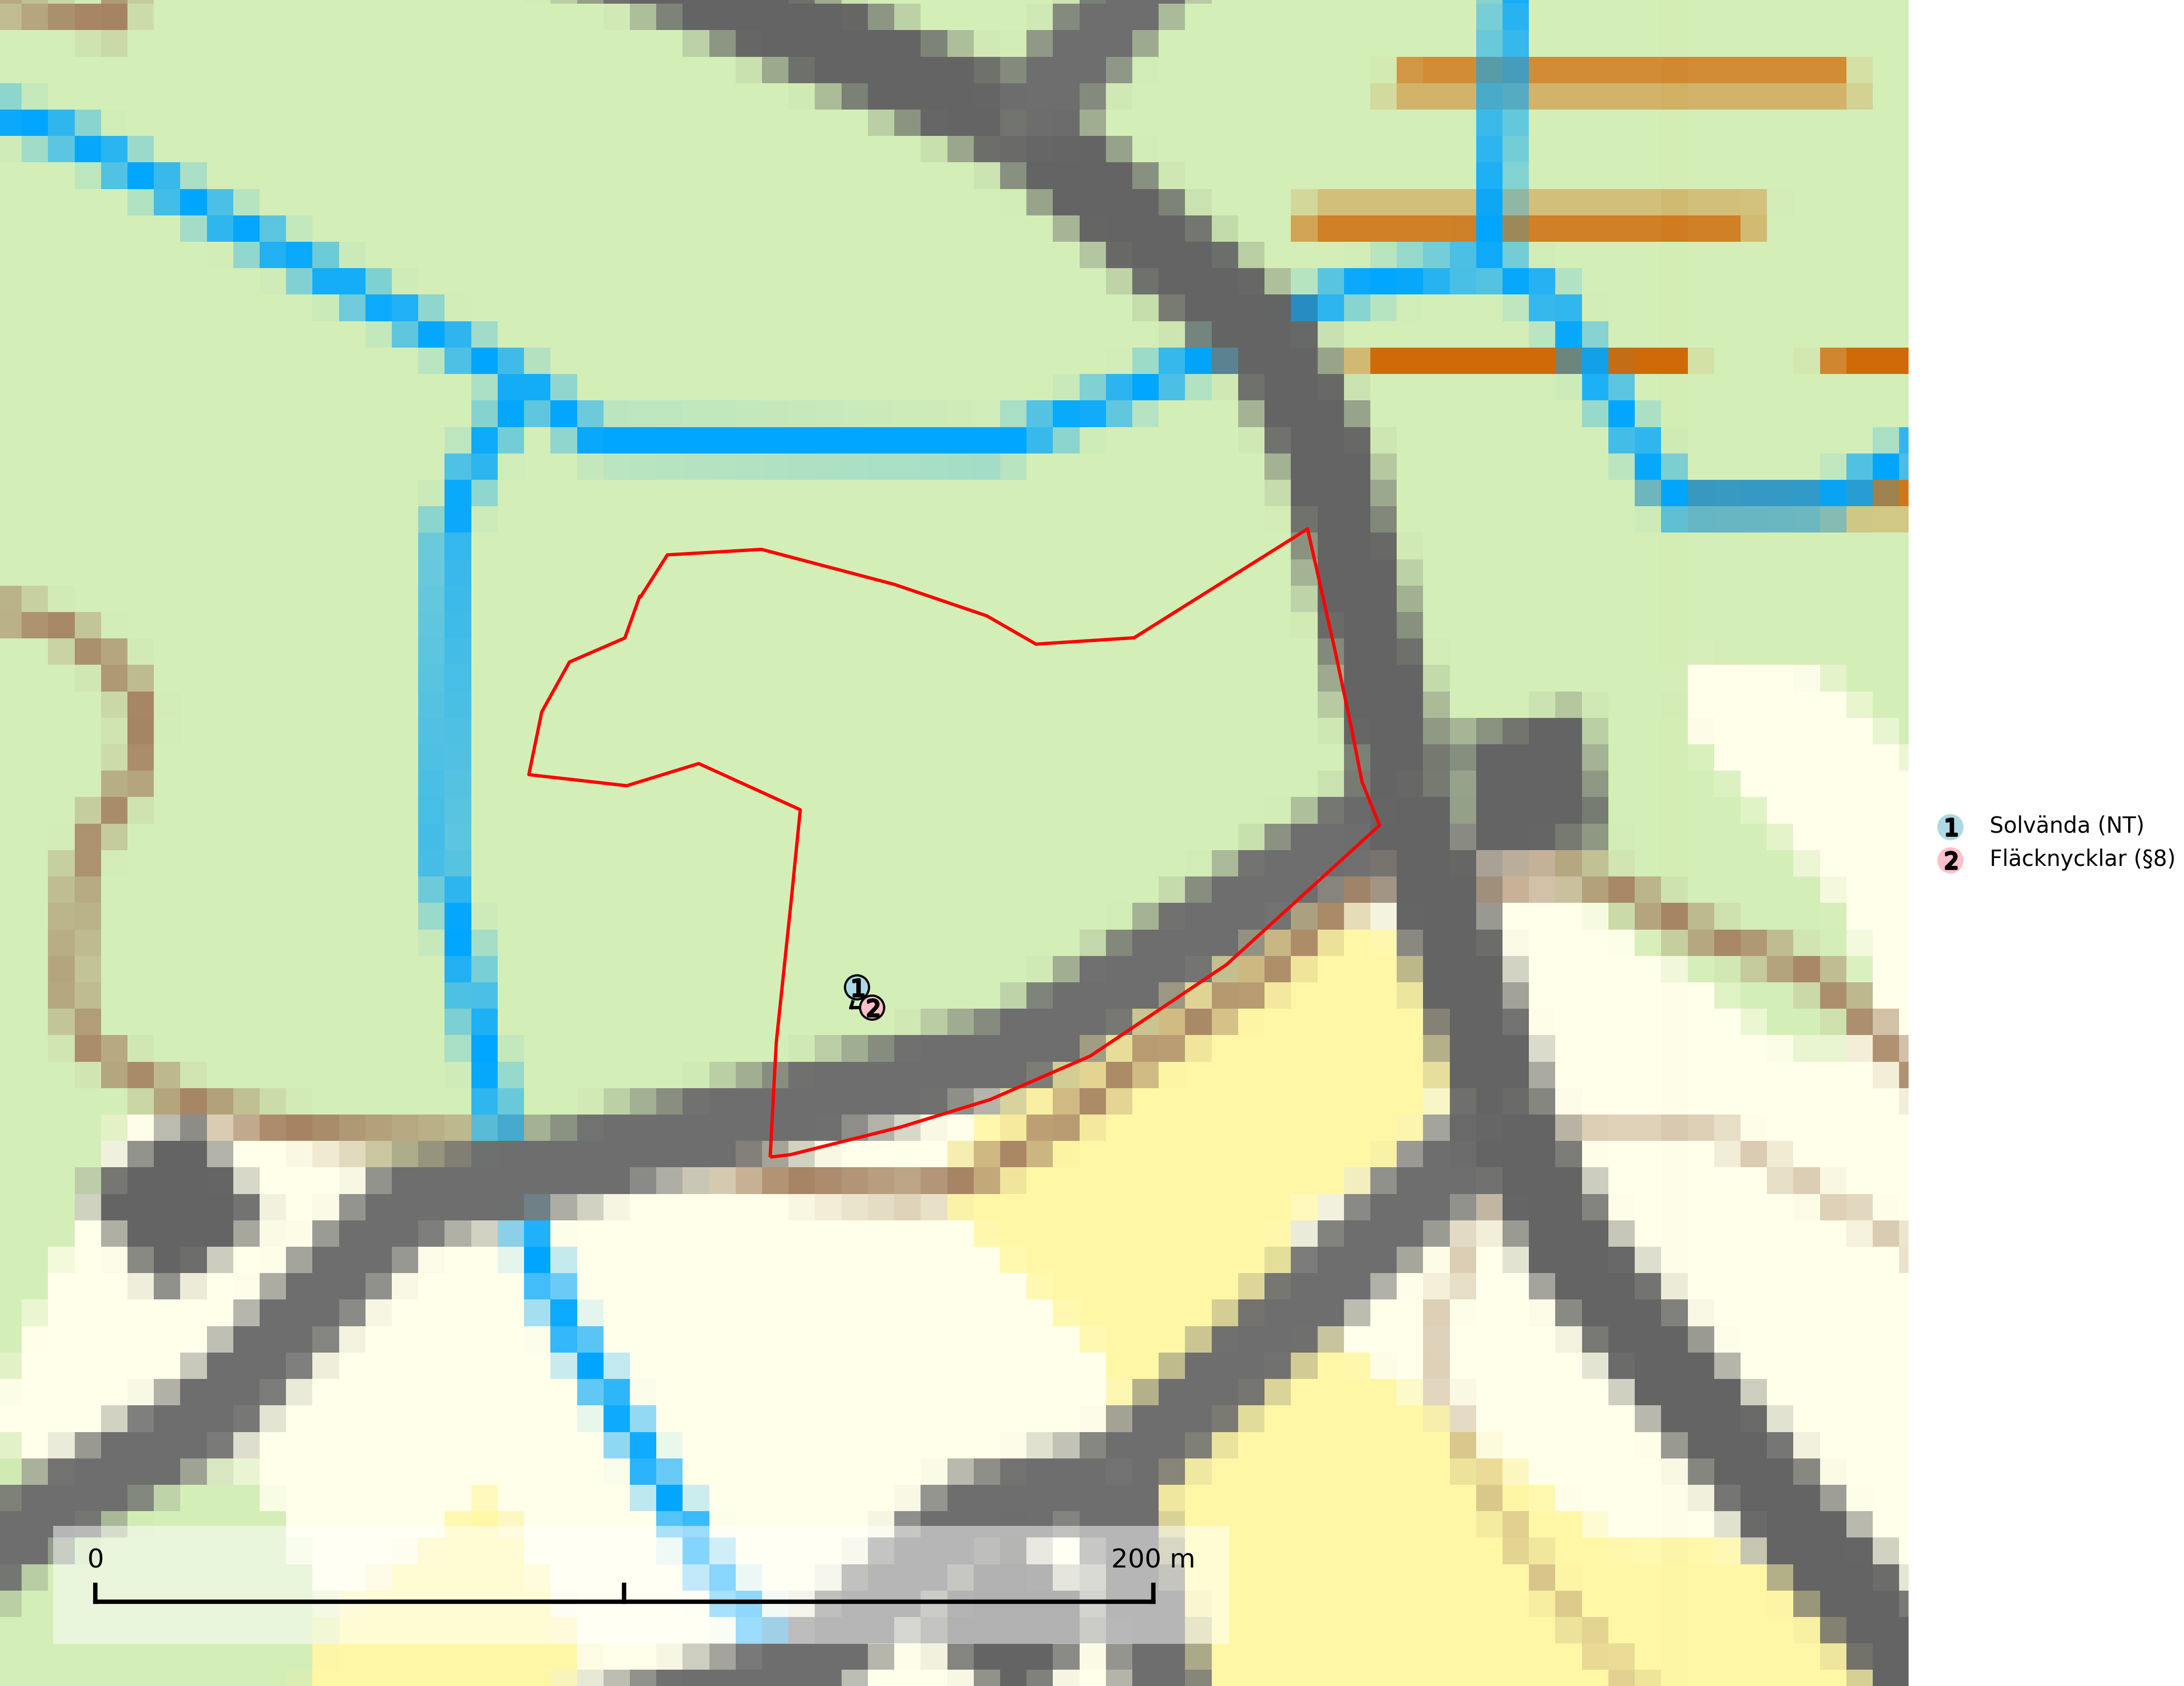 1 Solvända (NT)
2 Fläcknycklar (§8)
1
2
0 200 m